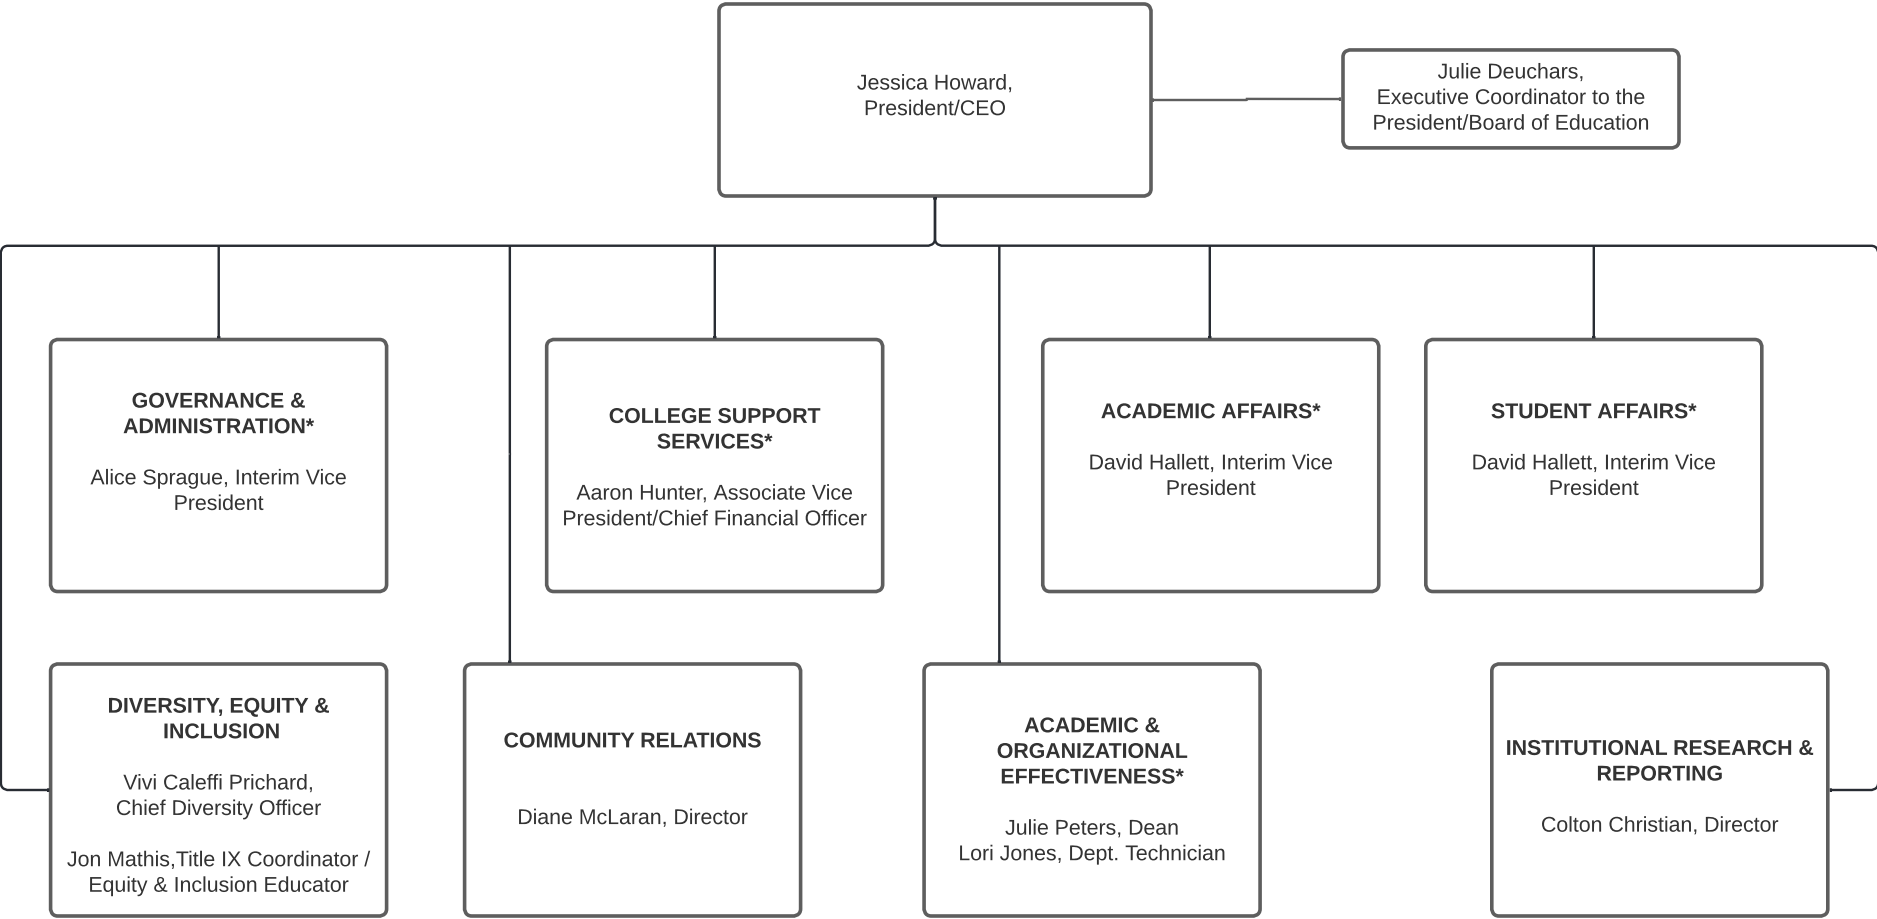 Jessica Howard,
President/CEO
Julie Deuchars,
Executive Coordinator to the
President/Board of Education
GOVERNANCE &
ADMINISTRATION*
Alice Sprague, Interim Vice
President
COLLEGE SUPPORT
SERVICES*
Aaron Hunter, Associate Vice
President/Chief Financial Officer
ACADEMIC AFFAIRS*
David Hallett, Interim Vice
President
STUDENT AFFAIRS*
David Hallett, Interim Vice
President
DIVERSITY, EQUITY &
INCLUSION
Vivi Caleffi Prichard,
Chief Diversity Officer
Jon Mathis,Title IX Coordinator /
Equity & Inclusion Educator
COMMUNITY RELATIONS
Diane McLaran, Director
ACADEMIC &
ORGANIZATIONAL
EFFECTIVENESS*
Julie Peters, Dean
Lori Jones, Dept. Technician
INSTITUTIONAL RESEARCH &
REPORTING
Colton Christian, Director